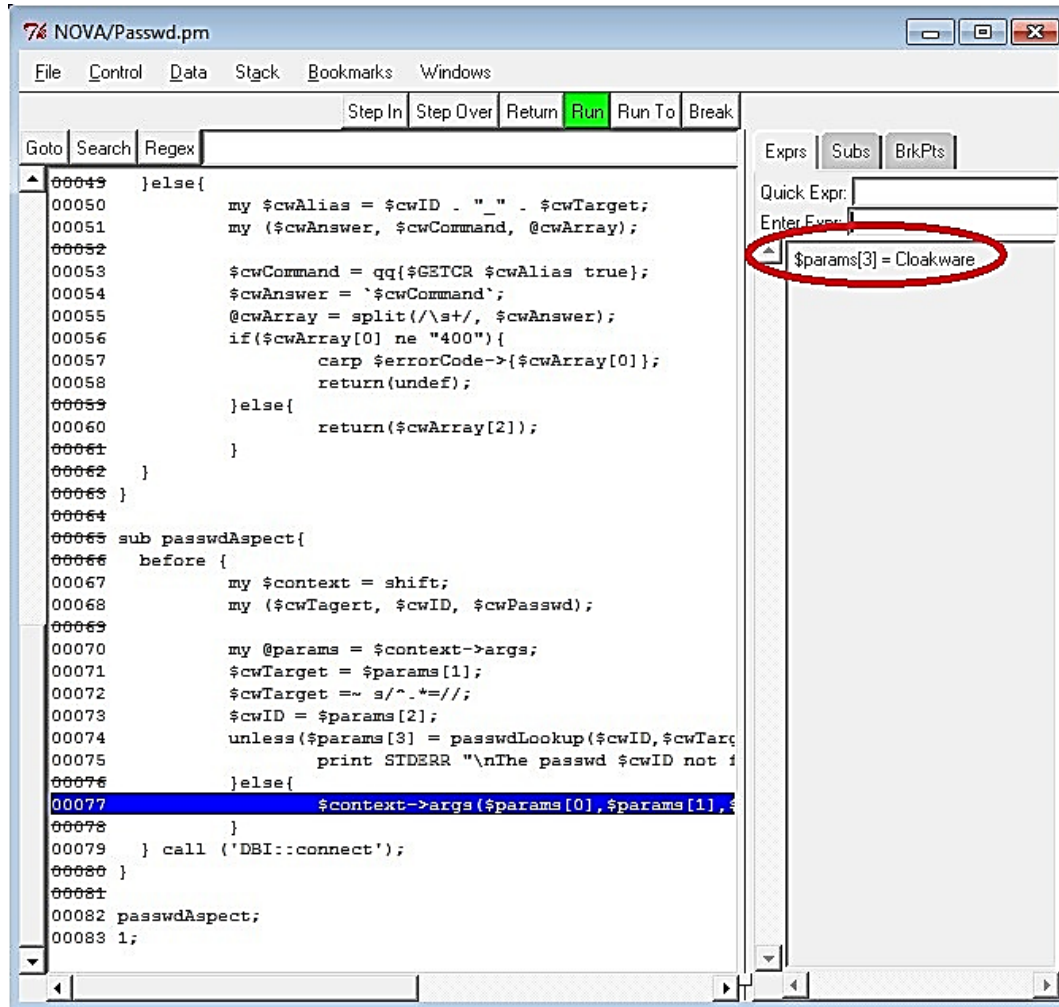 NOVA/Passwd.pm
File Control Data Stack Bookmarks Windows
Step In Step Over Return Run Run To Break
Goto Search Regex
Exprs Subs BrkPts
Quick Expr:
Enter Expr:
$params[3] = Cloakware
00049 }else{
00050 my $cwAlias = $cwID . "_" . $cwTarget;
00051 my ($cwAnswer, $cwCommand, @cwArray);
00052
00053 $cwCommand = qq{$GETCR $cwAlias true};
00054 $cwAnswer = `$cwCommand`;
00055 @cwArray = split(/\s+/, $cwAnswer);
00056 if($cwArray[0] ne "400"){
00057 carp $errorCode->{$cwArray[0]};
00058 return(undef);
00059 }else{
00060 return($cwArray[2]);
00061 }
00062 }
00063 }
00064
00065 sub passwdAspect{
00066 before {
00067 my $context = shift;
00068 my ($cwTagert, $cwID, $cwPasswd);
00069
00070 my @params = $context->args;
00071 $cwTarget = $params[1];
00072 $cwTarget =~ s/^.*=//;
00073 $cwID = $params[2];
00074 unless($params[3] = passwdLookup($cwID,$cwTarg
00075 print STDERR "\nThe passwd $cwID not f
00076 }else{
00077 $context->args($params[0],$params[1],$
00078 }
00079 } call ('DBI::connect');
00080 }
00081
00082 passwdAspect;
00083 1;